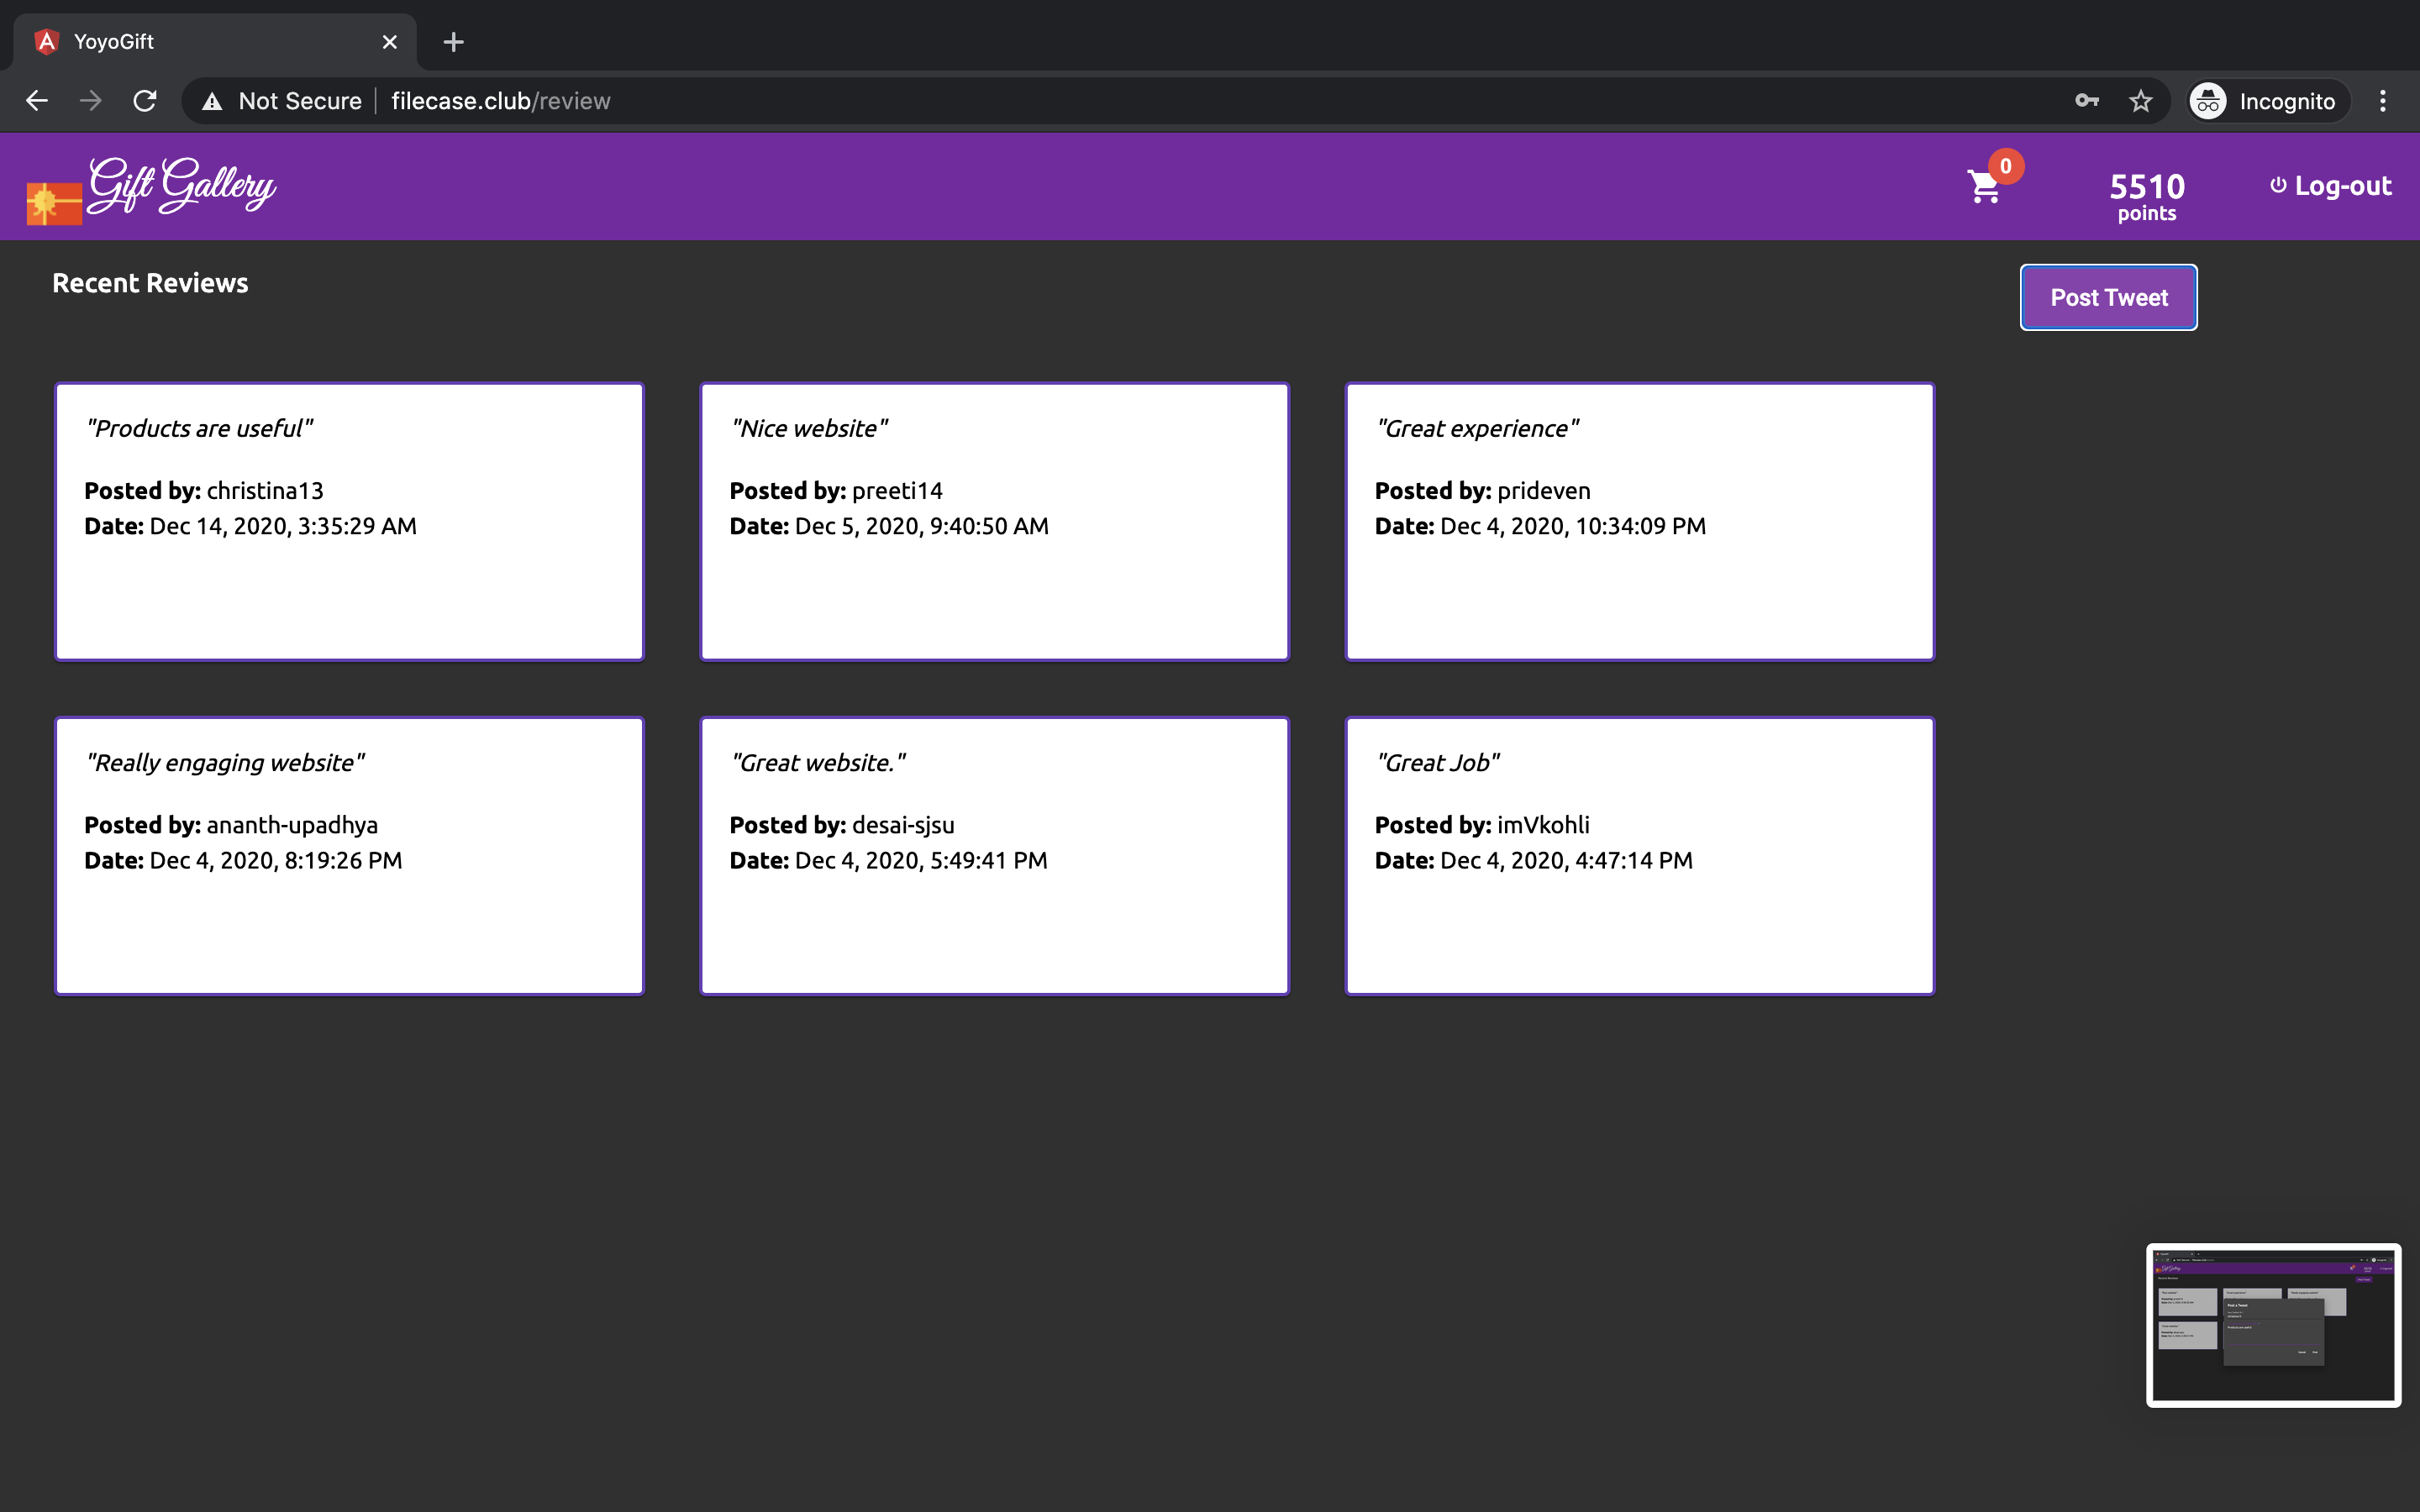 YoyoGift
Not Secure
filecase.club/review
Incognito
Gift Gallery
0
5510
points
Log-out
Recent Reviews
Post Tweet
"Products are useful"
Posted by: christina13
Date: Dec 14, 2020, 3:35:29 AM
"Nice website"
Posted by: preeti14
Date: Dec 5, 2020, 9:40:50 AM
"Great experience"
Posted by: prideven
Date: Dec 4, 2020, 10:34:09 PM
"Really engaging website"
Posted by: ananth-upadhya
Date: Dec 4, 2020, 8:19:26 PM
"Great website."
Posted by: desai-sjsu
Date: Dec 4, 2020, 5:49:41 PM
"Great Job"
Posted by: imVkohli
Date: Dec 4, 2020, 4:47:14 PM